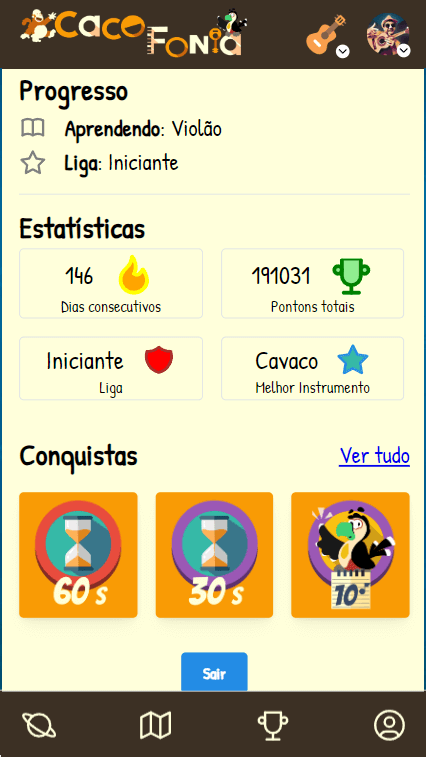 CacoFonia
Progresso
Aprendendo: Violão
Liga: Iniciante
Estatísticas
146
Dias consecutivos
191031
Pontons totais
Iniciante
Liga
Cavaco
Melhor Instrumento
Conquistas
Ver tudo
60 s
30 s
10
Sair